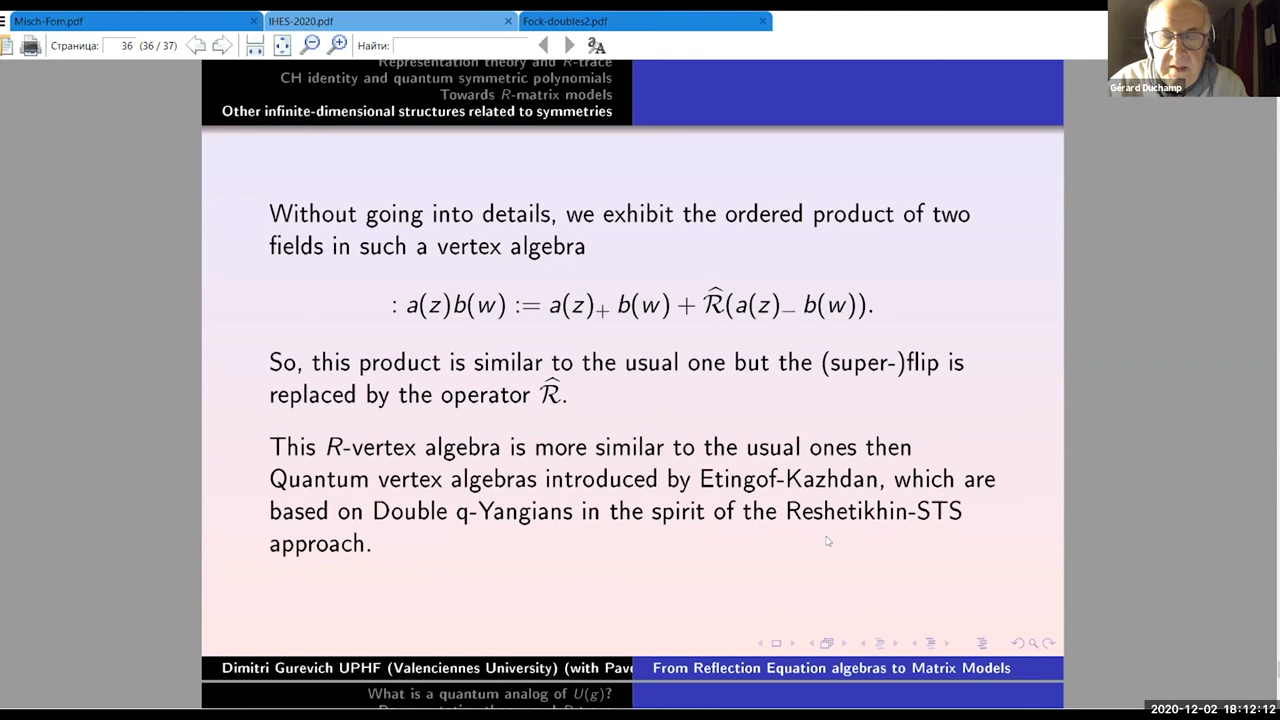 Misch-Fom.pdf
IHES-2020.pdf
Fock-doubles2.pdf
Страница: 36 (36 / 37)
Найти:
Gérard Duchamp
Representation theory and R-trace
CH identity and quantum symmetric polynomials
Towards R-matrix models
Other infinite-dimensional structures related to symmetries
Without going into details, we exhibit the ordered product of two
fields in such a vertex algebra
: a(z)b(w) := a(z)₊ b(w) + R̂(a(z)₋ b(w)).
So, this product is similar to the usual one but the (super-)flip is
replaced by the operator R̂.
This R-vertex algebra is more similar to the usual ones then
Quantum vertex algebras introduced by Etingof-Kazhdan, which are
based on Double q-Yangians in the spirit of the Reshetikhin-STS
approach.
Dimitri Gurevich UPHF (Valenciennes University) (with Pave
From Reflection Equation algebras to Matrix Models
What is a quantum analog of U(g)?
2020-12-02 18:12:12